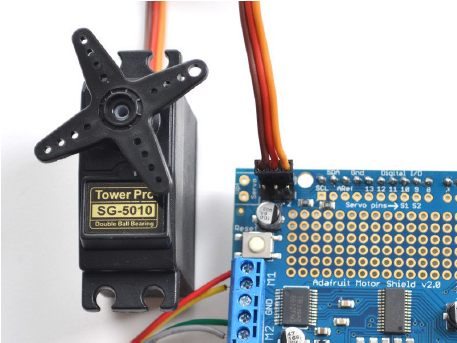 Tower Pro
SG-5010
Double Ball Bearing
SDA Gnd Digital I/O
SCL ARef 13 12 11 10 9 8
Servo pins → S1 S2
Reset
M1
GND
M2
Adafruit Motor Shield v2.0